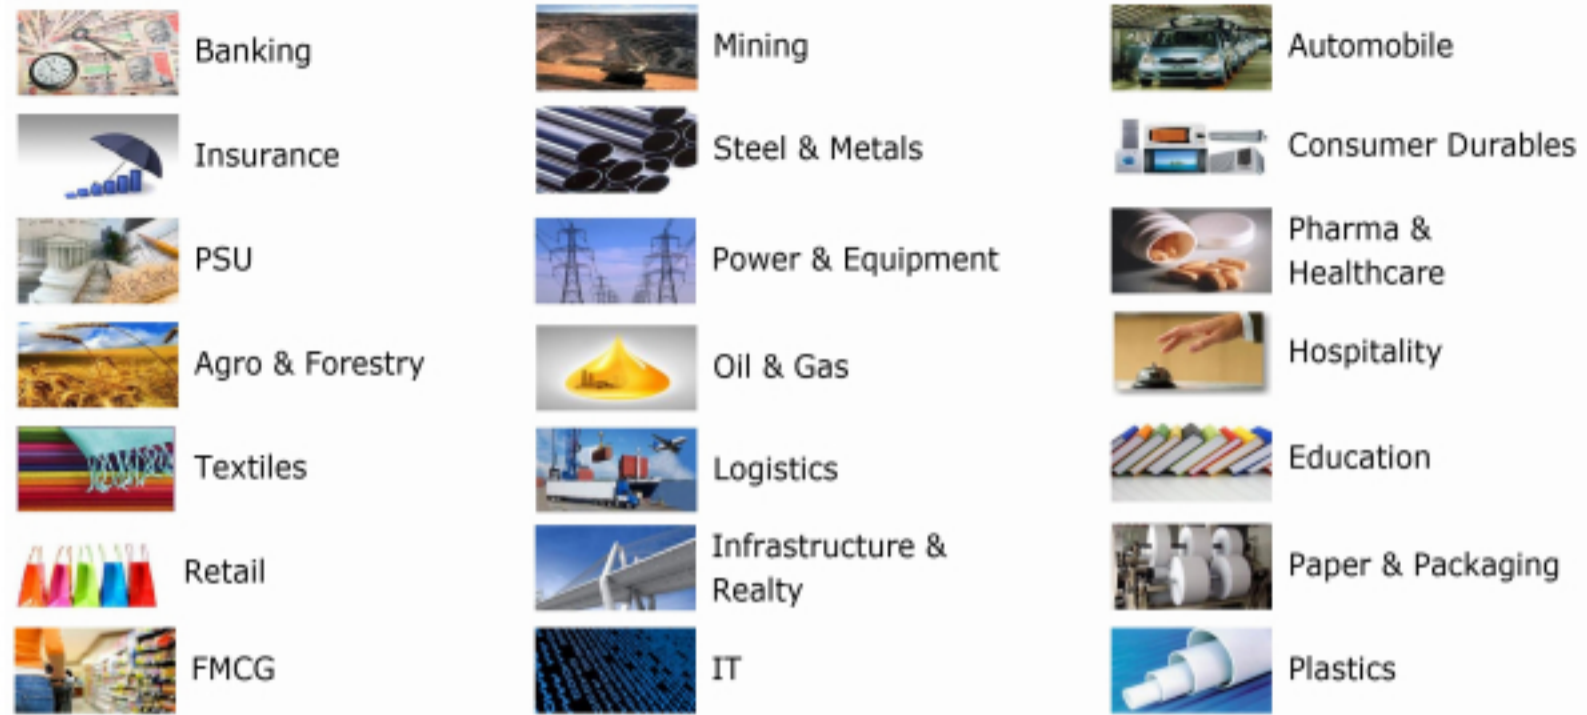 Banking
Insurance
PSU
Agro & Forestry
Textiles
Retail
FMCG
Mining
Steel & Metals
Power & Equipment
Oil & Gas
Logistics
Infrastructure &
Realty
IT
Automobile
Consumer Durables
Pharma &
Healthcare
Hospitality
Education
Paper & Packaging
Plastics